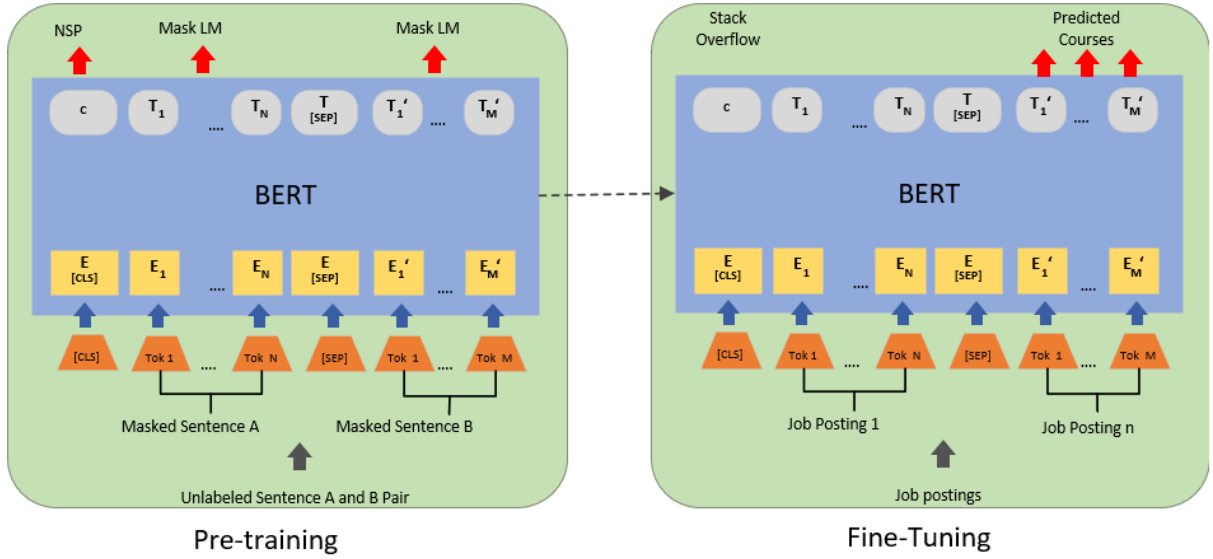 NSP
Mask LM
Mask LM
C
T1
....
TN
T
[SEP]
T1'
....
TM'
BERT
E
[CLS]
E1
....
EN
E
[SEP]
E1'
....
EM'
[CLS]
Tok 1
....
Tok N
[SEP]
Tok 1
....
Tok M
Masked Sentence A
Masked Sentence B
Unlabeled Sentence A and B Pair
Pre-training
Stack
Overflow
Predicted
Courses
C
T1
....
TN
T
[SEP]
T1'
....
TM'
BERT
E
[CLS]
E1
....
EN
E
[SEP]
E1'
....
EM'
[CLS]
Tok 1
....
Tok N
[SEP]
Tok 1
....
Tok M
Job Posting 1
Job Posting n
Job postings
Fine-Tuning